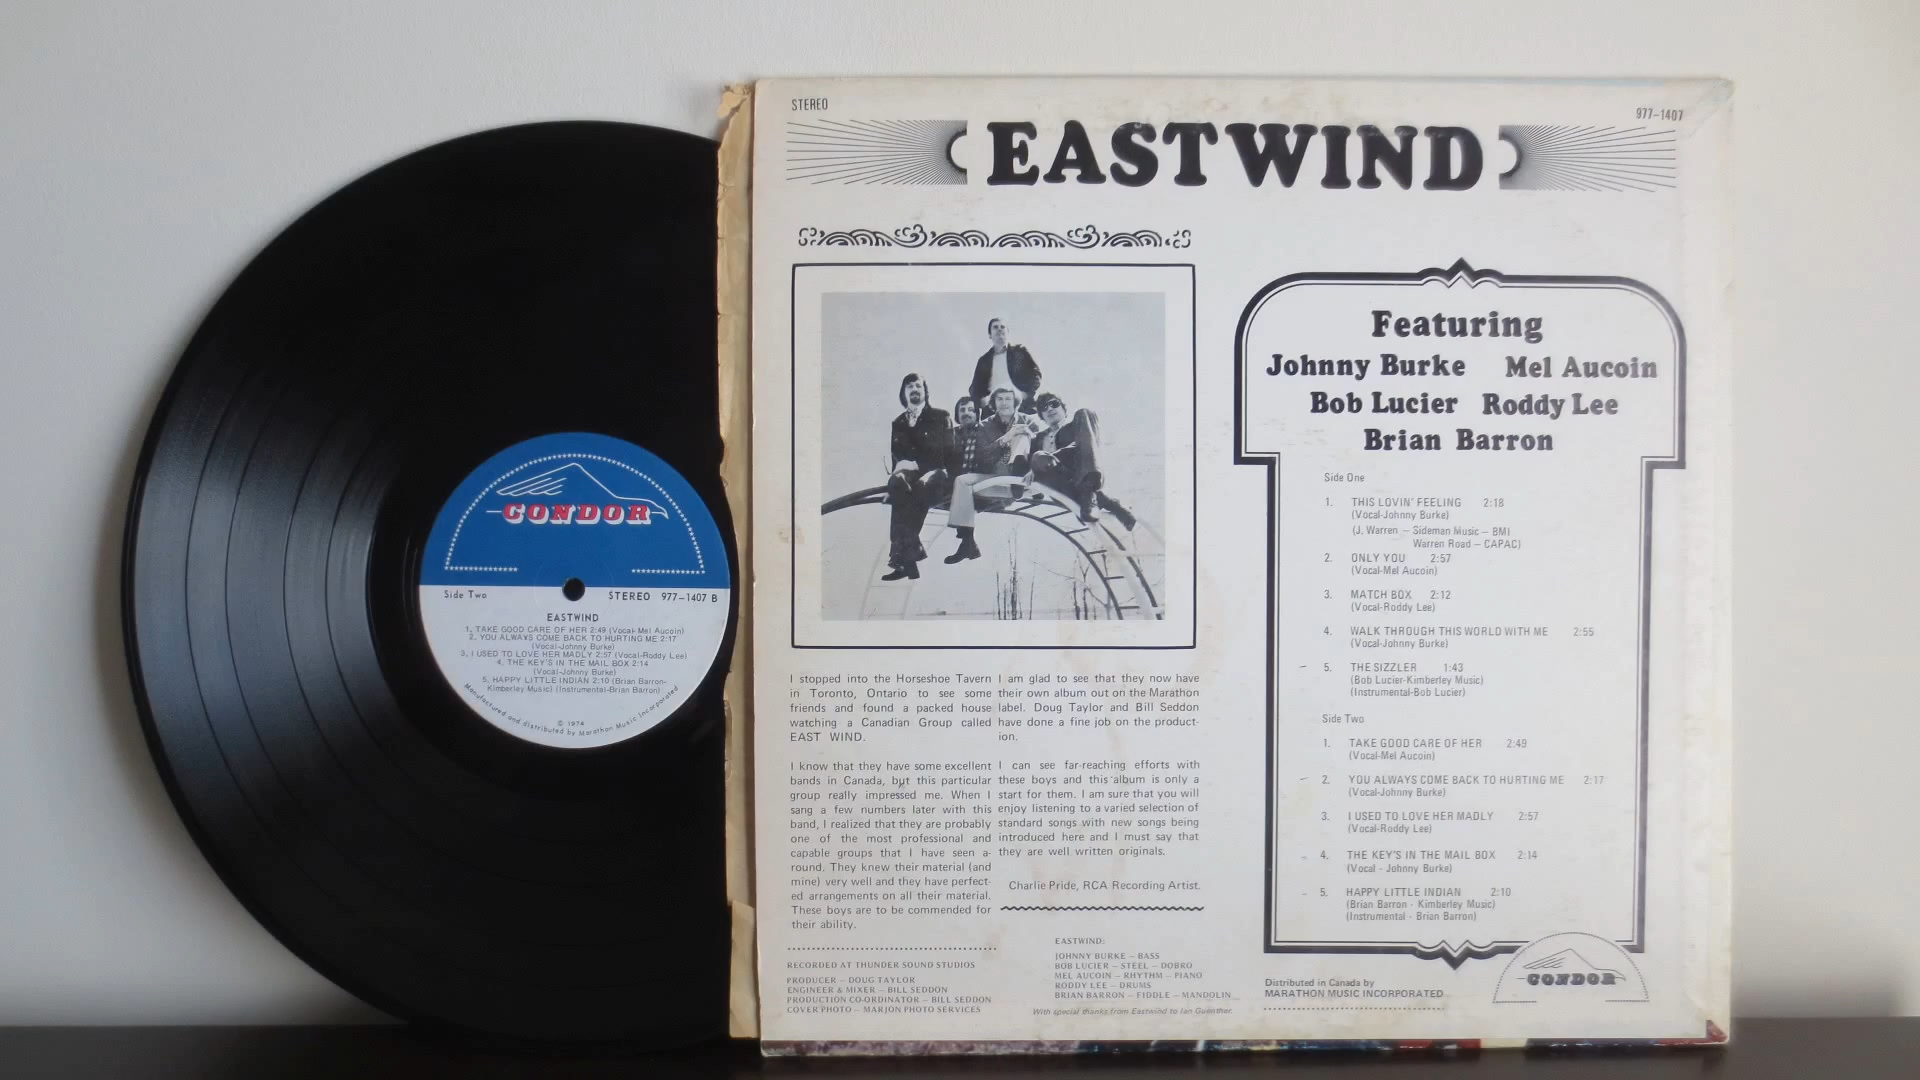 CONDOR
Side Two
STEREO 977-1407 B
EASTWIND
1. TAKE GOOD CARE OF HER 2:49 (Vocal- Mel Aucoin)
2. YOU ALWAYS COME BACK TO HURTING ME 2:17
(Vocal-Johnny Burke)
3. I USED TO LOVE HER MADLY 2:57 (Vocal-Roddy Lee)
4. THE KEY'S IN THE MAIL BOX 2:14
(Vocal-Johnny Burke)
5. HAPPY LITTLE INDIAN 2:10 (Brian Barron-
Kimberley Music) (Instrumental-Brian Barron)
© 1974
Manufactured and distributed by Marathon Music Incorporated
STEREO
977-1407
EASTWIND
I stopped into the Horseshoe Tavern
in Toronto, Ontario to see some
friends and found a packed house
watching a Canadian Group called
EAST WIND.
I know that they have some excellent
bands in Canada, but this particular
group really impressed me. When I
sang a few numbers later with this
band, I realized that they are probably
one of the most professional and
capable groups that I have seen a-
round. They knew their material (and
mine) very well and they have perfect-
ed arrangements on all their material.
These boys are to be commended for
their ability.
I am glad to see that they now have
their own album out on the Marathon
label. Doug Taylor and Bill Seddon
have done a fine job on the product-
ion.
I can see far-reaching efforts with
these boys and this album is only a
start for them. I am sure that you will
enjoy listening to a varied selection of
standard songs with new songs being
introduced here and I must say that
they are well written originals.
Charlie Pride, RCA Recording Artist.
RECORDED AT THUNDER SOUND STUDIOS
PRODUCER - DOUG TAYLOR
ENGINEER & MIXER - BILL SEDDON
PRODUCTION CO-ORDINATOR - BILL SEDDON
COVER PHOTO - MARJON PHOTO SERVICES
EASTWIND:
JOHNNY BURKE - BASS
BOB LUCIER - STEEL - DOBRO
MEL AUCOIN - RHYTHM - PIANO
RODDY LEE - DRUMS
BRIAN BARRON - FIDDLE - MANDOLIN
With special thanks from Eastwind to Ian Guenther.
Featuring
Johnny Burke Mel Aucoin
Bob Lucier Roddy Lee
Brian Barron
Side One
1. THIS LOVIN' FEELING 2:18
(Vocal-Johnny Burke)
(J. Warren - Sideman Music - BMI
Warren Road - CAPAC)
2. ONLY YOU 2:57
(Vocal-Mel Aucoin)
3. MATCH BOX 2:12
(Vocal-Roddy Lee)
4. WALK THROUGH THIS WORLD WITH ME 2:55
(Vocal-Johnny Burke)
5. THE SIZZLER 1:43
(Bob Lucier-Kimberley Music)
(Instrumental-Bob Lucier)
Side Two
1. TAKE GOOD CARE OF HER 2:49
(Vocal-Mel Aucoin)
2. YOU ALWAYS COME BACK TO HURTING ME 2:17
(Vocal-Johnny Burke)
3. I USED TO LOVE HER MADLY 2:57
(Vocal-Roddy Lee)
4. THE KEY'S IN THE MAIL BOX 2:14
(Vocal - Johnny Burke)
5. HAPPY LITTLE INDIAN 2:10
(Brian Barron - Kimberley Music)
(Instrumental - Brian Barron)
Distributed in Canada by
MARATHON MUSIC INCORPORATED
CONDOR